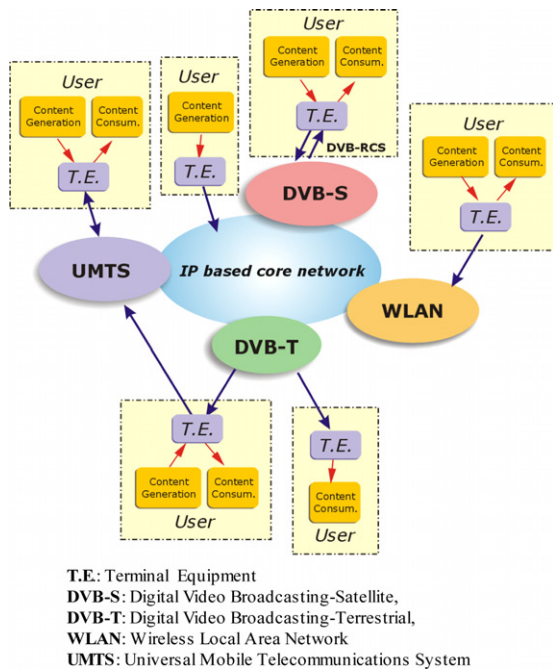 User
Content
Generation
Content
Consum.
T.E.
User
Content
Generation
T.E.
User
Content
Generation
Content
Consum.
T.E.
DVB-RCS
User
Content
Generation
Content
Consum.
T.E.
DVB-S
UMTS
IP based core network
WLAN
DVB-T
T.E.
Content
Generation
Content
Consum.
User
T.E.
Content
Consum.
User
T.E.: Terminal Equipment
DVB-S: Digital Video Broadcasting-Satellite,
DVB-T: Digital Video Broadcasting-Terrestrial,
WLAN: Wireless Local Area Network
UMTS: Universal Mobile Telecommunications System